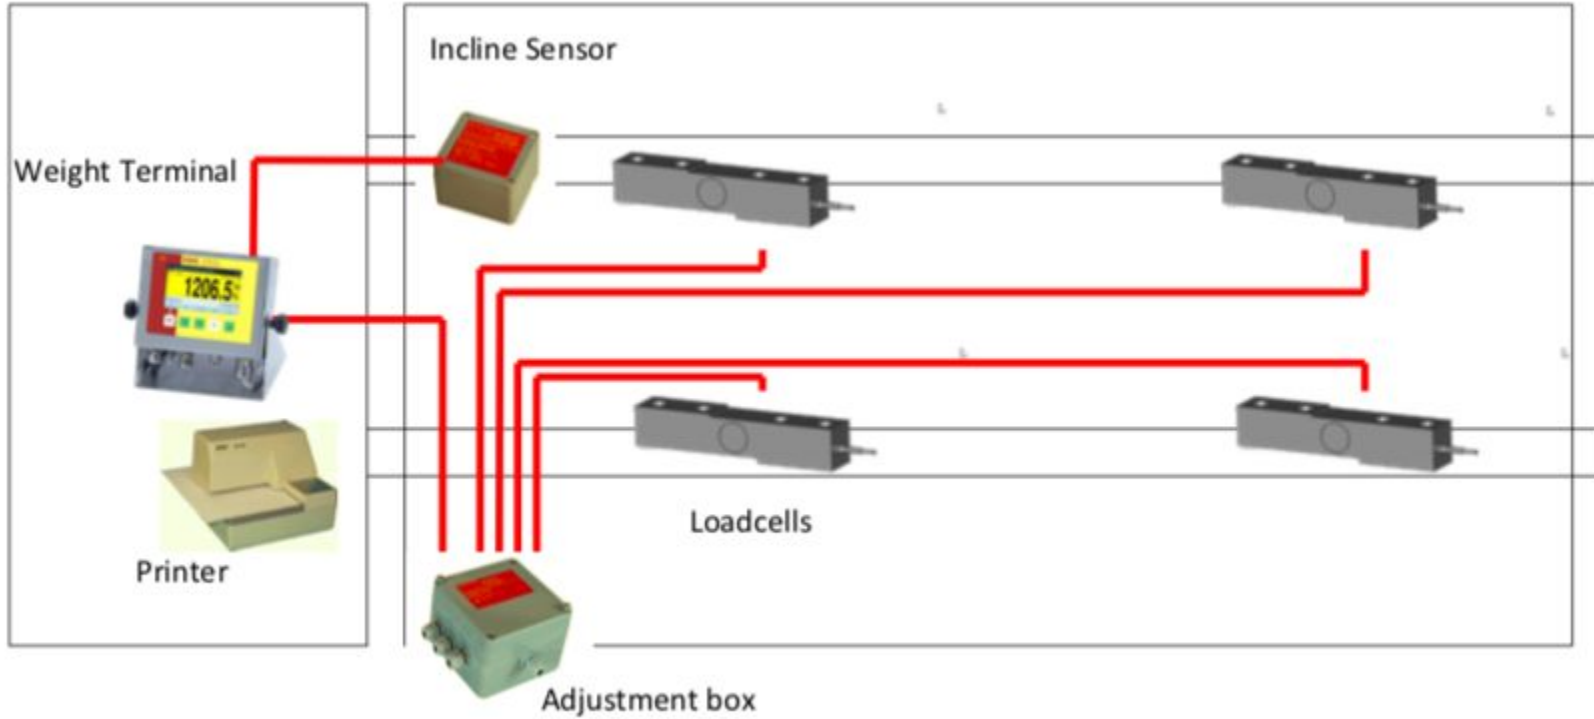 Incline Sensor
Weight Terminal
1206.5
Printer
Loadcells
Adjustment box